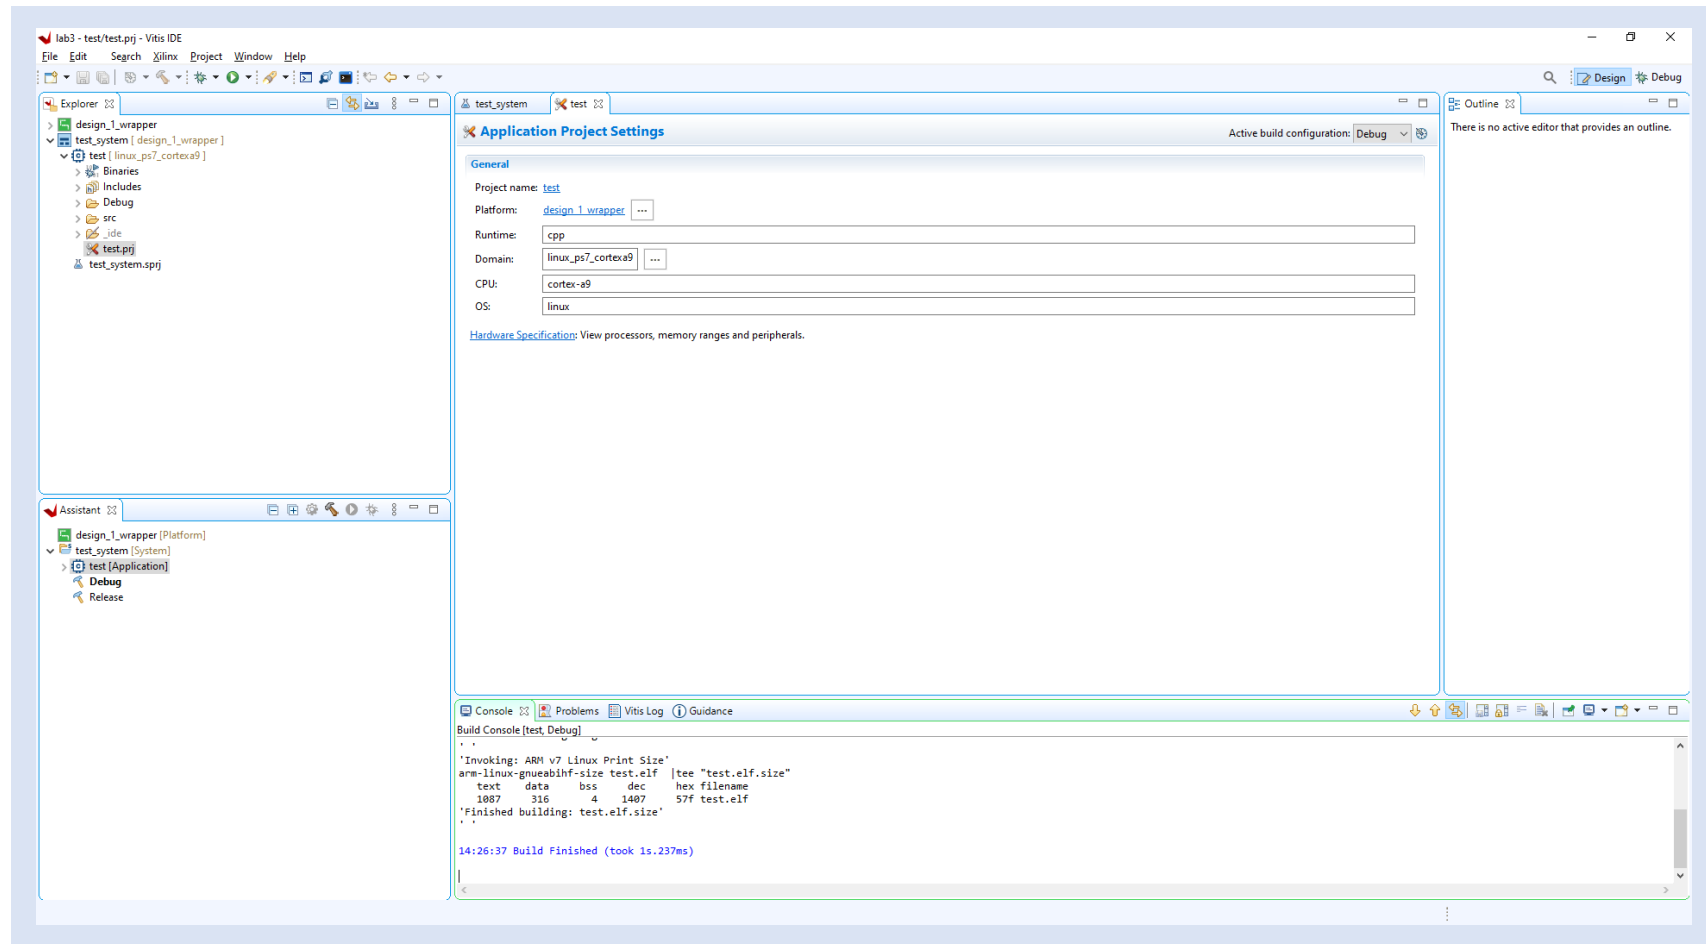 lab3 - test/test.prj - Vitis IDE
File Edit Search Xilinx Project Window Help
Design Debug
Explorer
design_1_wrapper
test_system [ design_1_wrapper ]
test [ linux_ps7_cortexa9 ]
Binaries
Includes
Debug
src
_ide
test.prj
test_system.sprj
test_system test
Application Project Settings
Active build configuration: Debug
General
Project name: test
Platform: design_1_wrapper ...
Runtime: cpp
Domain: linux_ps7_cortexa9 ...
CPU: cortex-a9
OS: linux
Hardware Specification: View processors, memory ranges and peripherals.
Outline
There is no active editor that provides an outline.
Assistant
design_1_wrapper [Platform]
test_system [System]
test [Application]
Debug
Release
Console Problems Vitis Log Guidance
Build Console [test, Debug]
' '
'Invoking: ARM v7 Linux Print Size'
arm-linux-gnueabihf-size test.elf |tee "test.elf.size"
text data bss dec hex filename
1087 316 4 1407 57f test.elf
'Finished building: test.elf.size'
' '
14:26:37 Build Finished (took 1s.237ms)